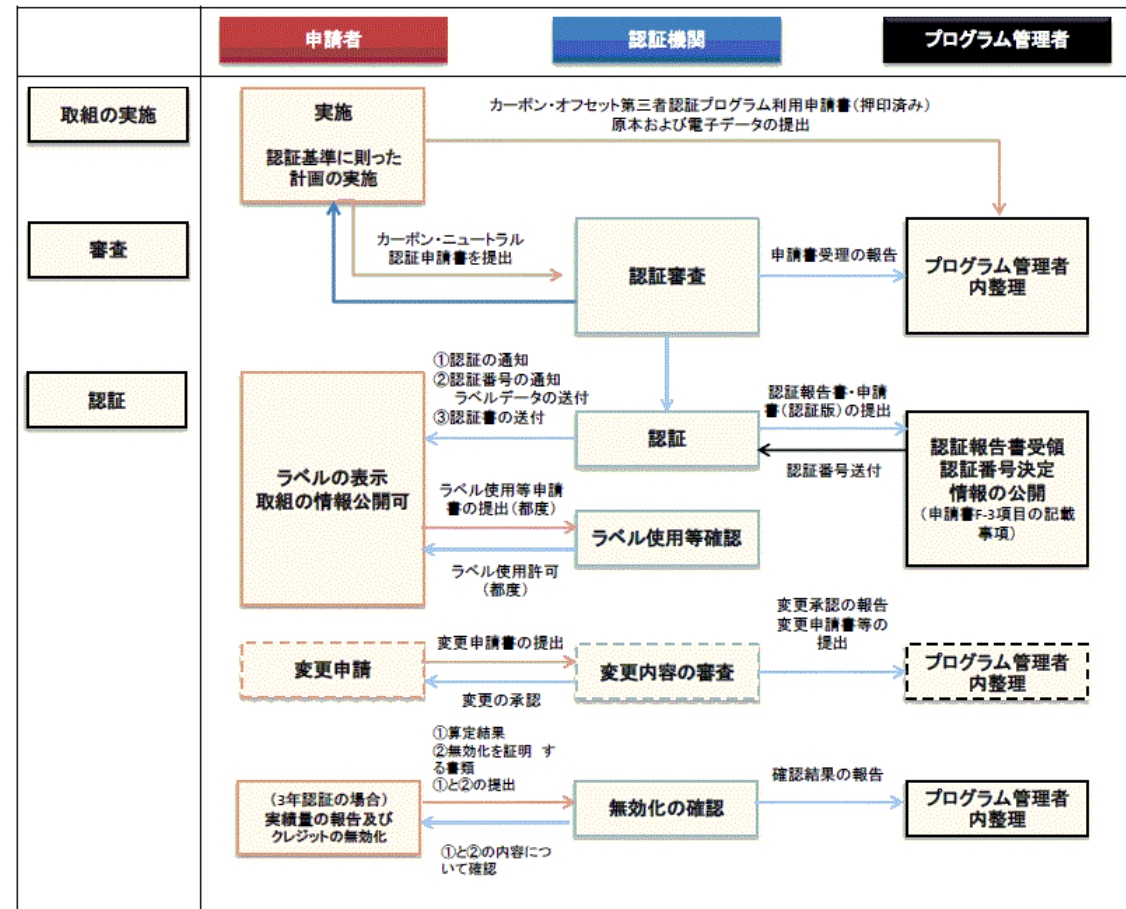 申請者
認証機関
プログラム管理者
取組の実施
実施
認証基準に則った
計画の実施
カーボン・オフセット第三者認証プログラム利用申請書（押印済み）
原本および電子データの提出
審査
カーボン・ニュートラル
認証申請書を提出
認証審査
申請書受理の報告
プログラム管理者
内整理
認証
①認証の通知
②認証番号の通知
ラベルデータの送付
③認証書の送付
認証
認証報告書・申請
書（認証版）の提出
認証番号送付
認証報告書受領
認証番号決定
情報の公開
（申請書F-3項目の記載
事項）
ラベルの表示
取組の情報公開可
ラベル使用等申請
書の提出（都度）
ラベル使用等確認
ラベル使用許可
（都度）
変更申請
変更申請書の提出
変更の承認
変更内容の審査
変更承認の報告
変更申請書等の
提出
プログラム管理者
内整理
（3年認証の場合）
実績量の報告及び
クレジットの無効化
①算定結果
②無効化を証明 す
る書類
①と②の提出
①と②の内容につ
いて確認
無効化の確認
確認結果の報告
プログラム管理者
内整理